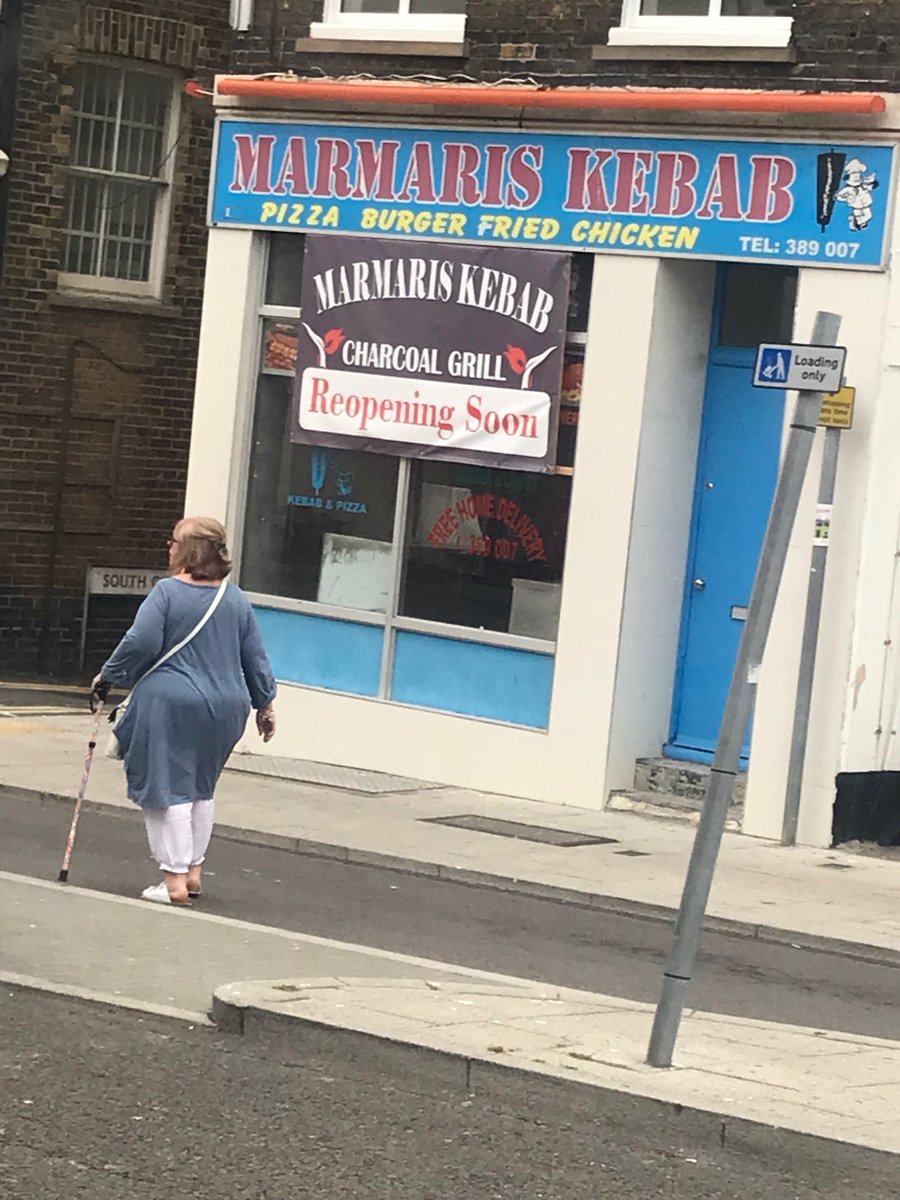 MARMARIS KEBAB
PIZZA BURGER FRIED CHICKEN
TEL: 389 007
MARMARIS KEBAB
CHARCOAL GRILL
Reopening Soon
Loading
only
KEBAB & PIZZA
FREE HOME DELIVERY
389 007
SOUTH